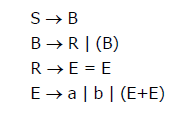 S → B
B → R | (B)
R → E = E
E → a | b | (E+E)